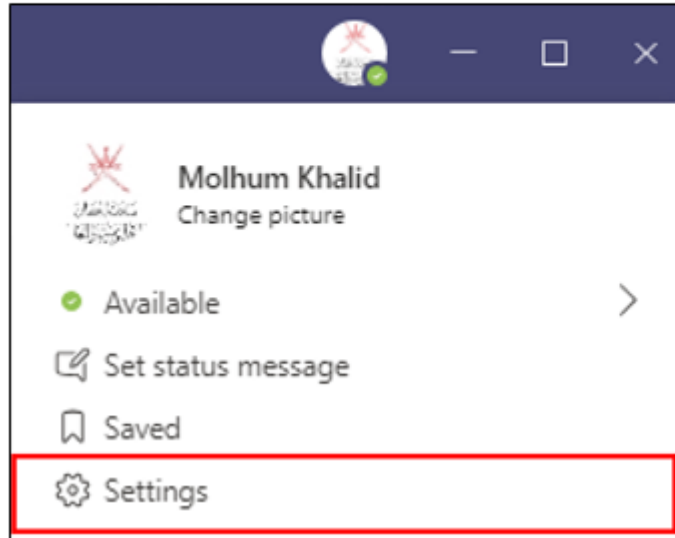 Molhum Khalid
Change picture
Available
Set status message
Saved
Settings